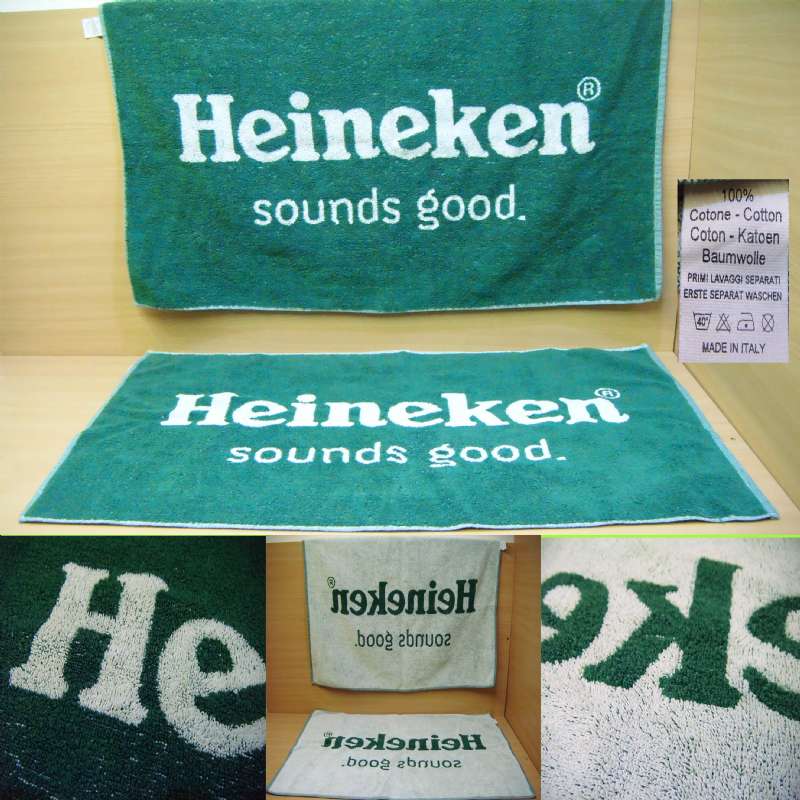 Heineken®
sounds good.
100%
Cotone - Cotton
Coton - Katoen
Baumwolle
PRIMI LAVAGGI SEPARATI
ERSTE SEPARAT WASCHEN
40°
MADE IN ITALY
Heineken®
sounds good.
He
Heineken®
sounds good.
Heineken®
sounds good.
ke